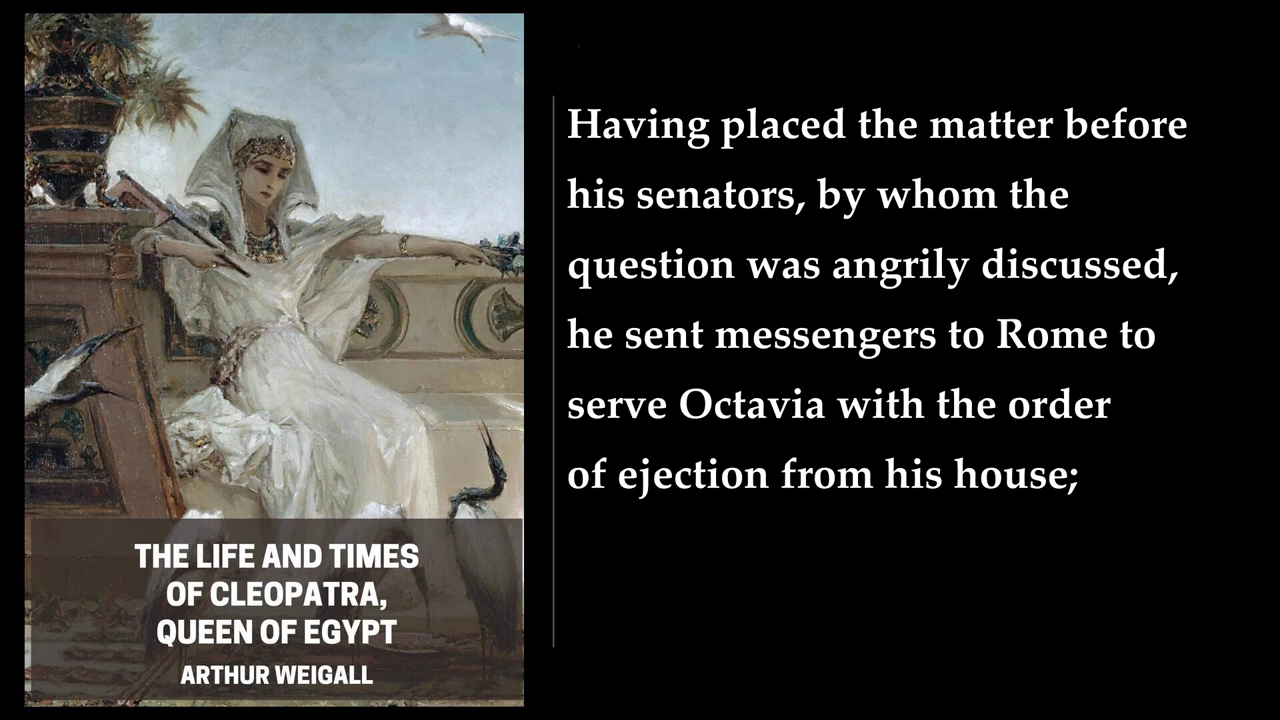 THE LIFE AND TIMES
OF CLEOPATRA,
QUEEN OF EGYPT
ARTHUR WEIGALL
Having placed the matter before
his senators, by whom the
question was angrily discussed,
he sent messengers to Rome to
serve Octavia with the order
of ejection from his house;